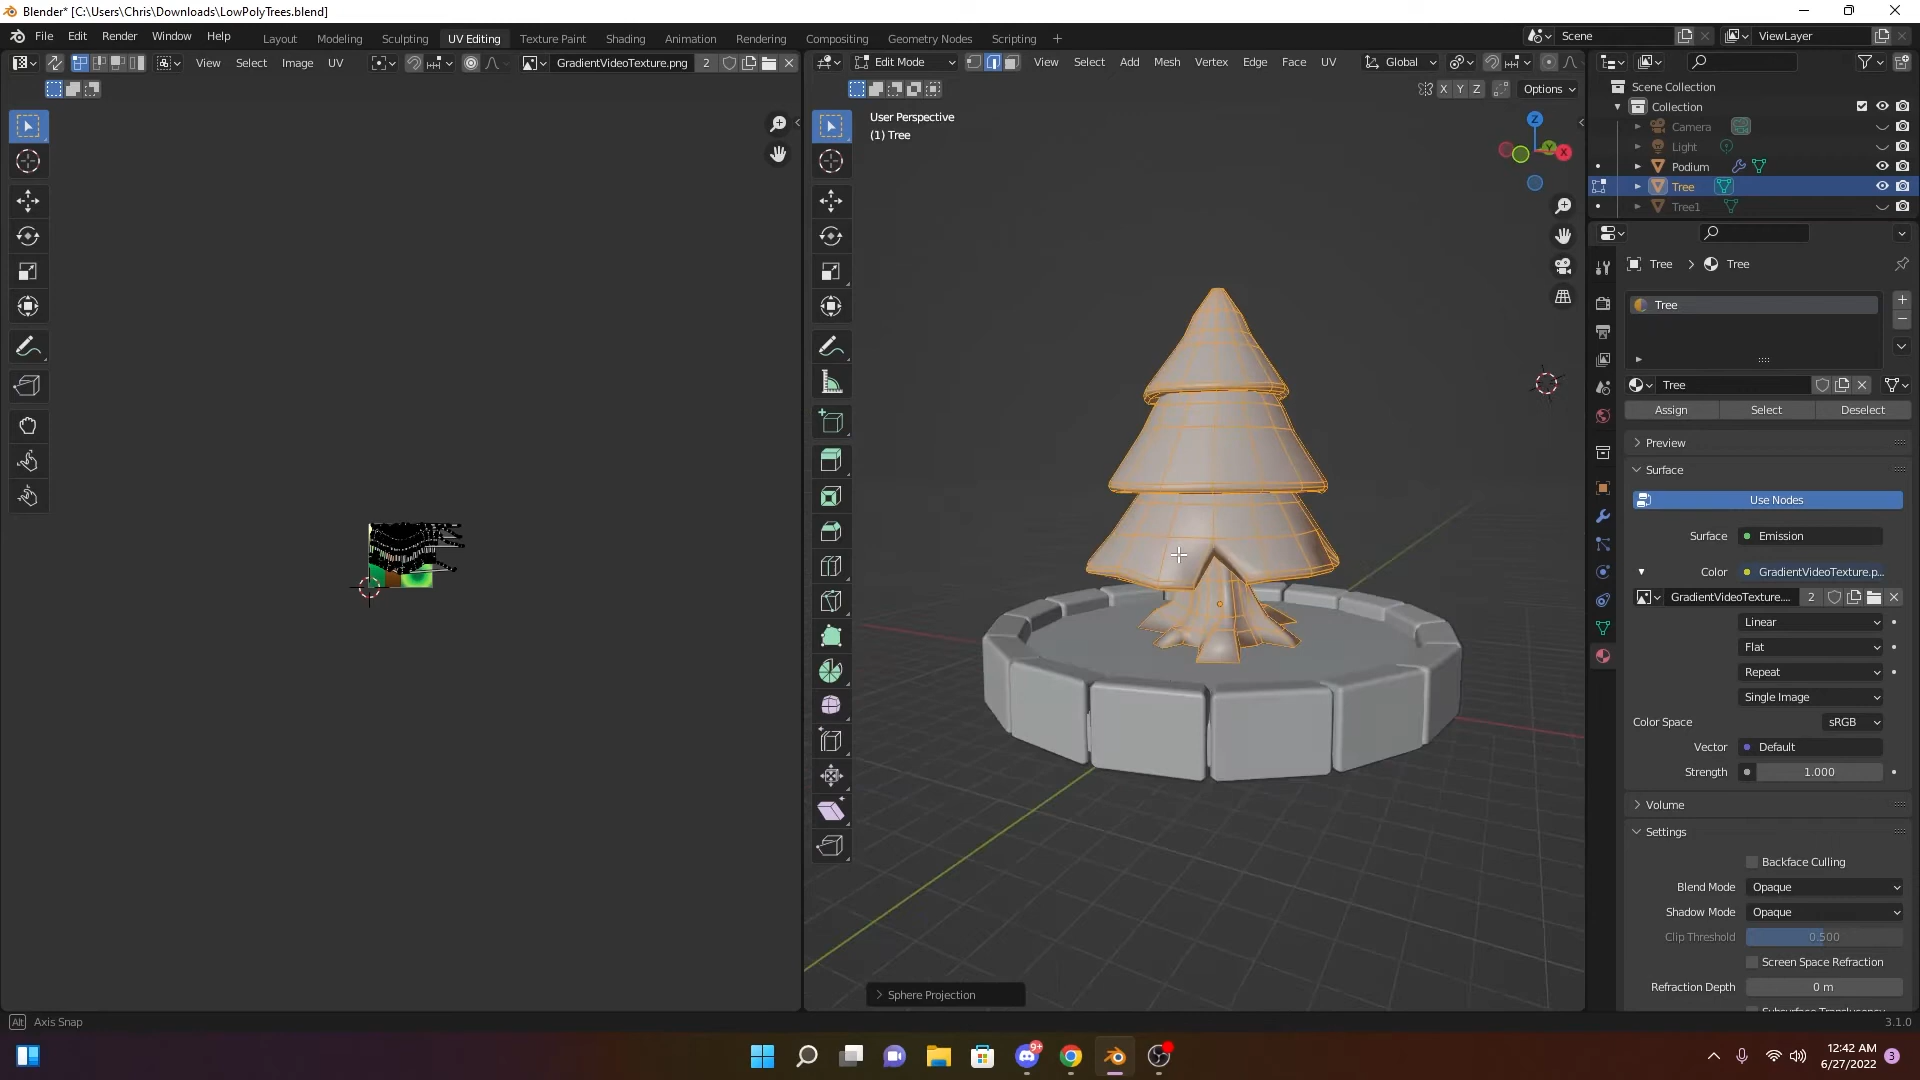 Blender* [C:\Users\Chris\Downloads\LowPolyTrees.blend]
File Edit Render Window Help
Layout Modeling Sculpting UV Editing Texture Paint Shading Animation Rendering Compositing Geometry Nodes Scripting +
Scene
ViewLayer
View Select Image UV
GradientVideoTexture.png 2
Edit Mode
View Select Add Mesh Vertex Edge Face UV
Global
X Y Z
Options
User Perspective
(1) Tree
Z
Y
X
Scene Collection
Collection
Camera
Light
Podium
Tree
Tree1
Tree > Tree
Tree
Tree
Assign Select Deselect
Preview
Surface
Use Nodes
Surface Emission
Color GradientVideoTexture.p...
GradientVideoTexture.... 2
Linear
Flat
Repeat
Single Image
Color Space sRGB
Vector Default
Strength 1.000
Volume
Settings
Backface Culling
Blend Mode Opaque
Shadow Mode Opaque
Clip Threshold 0.500
Screen Space Refraction
Refraction Depth 0 m
Sphere Projection
Alt Axis Snap
3.1.0
9+
12:42 AM
6/27/2022
3